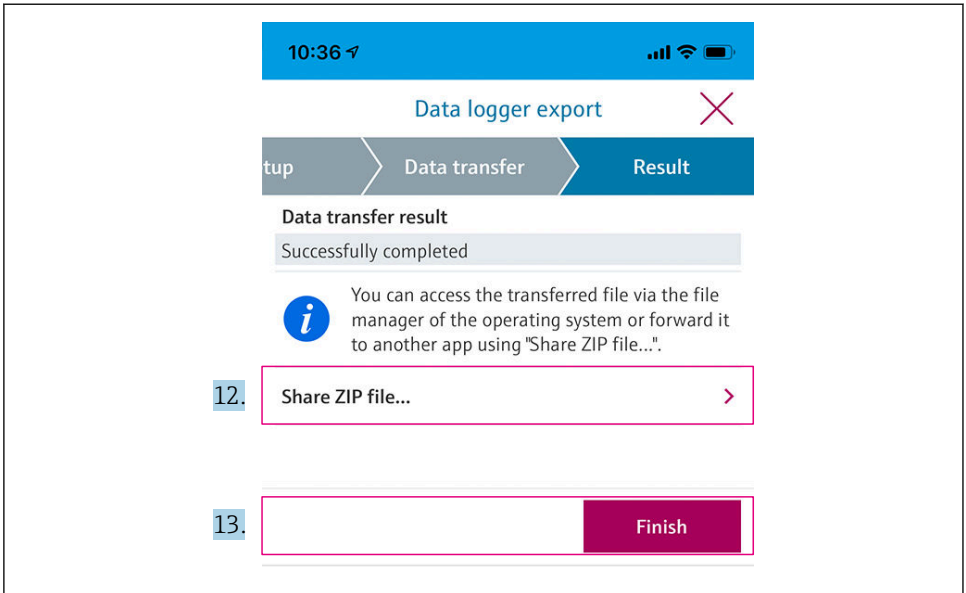 10:36
Data logger export
tup
Data transfer
Result
Data transfer result
Successfully completed
You can access the transferred file via the file
manager of the operating system or forward it
to another app using "Share ZIP file...".
12.
Share ZIP file...
13.
Finish